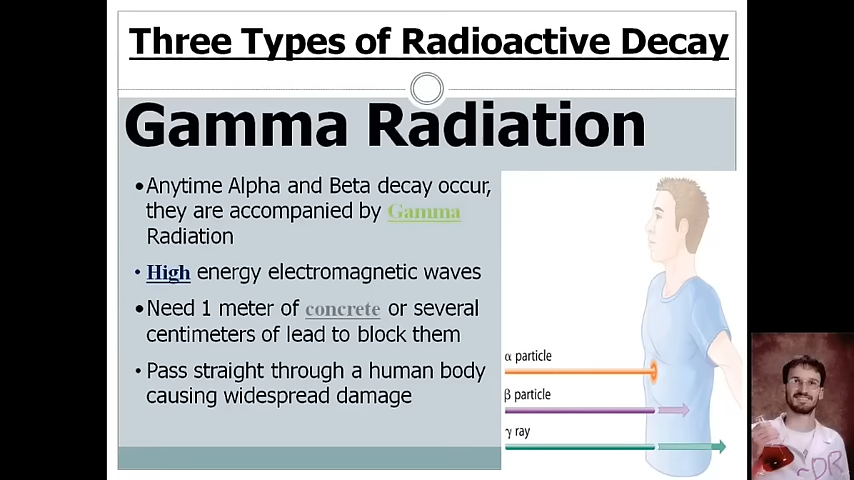 Three Types of Radioactive Decay
Gamma Radiation
•Anytime Alpha and Beta decay occur,
they are accompanied by Gamma
Radiation
• High energy electromagnetic waves
•Need 1 meter of concrete or several
centimeters of lead to block them
• Pass straight through a human body
causing widespread damage
α particle
β particle
γ ray
~DR